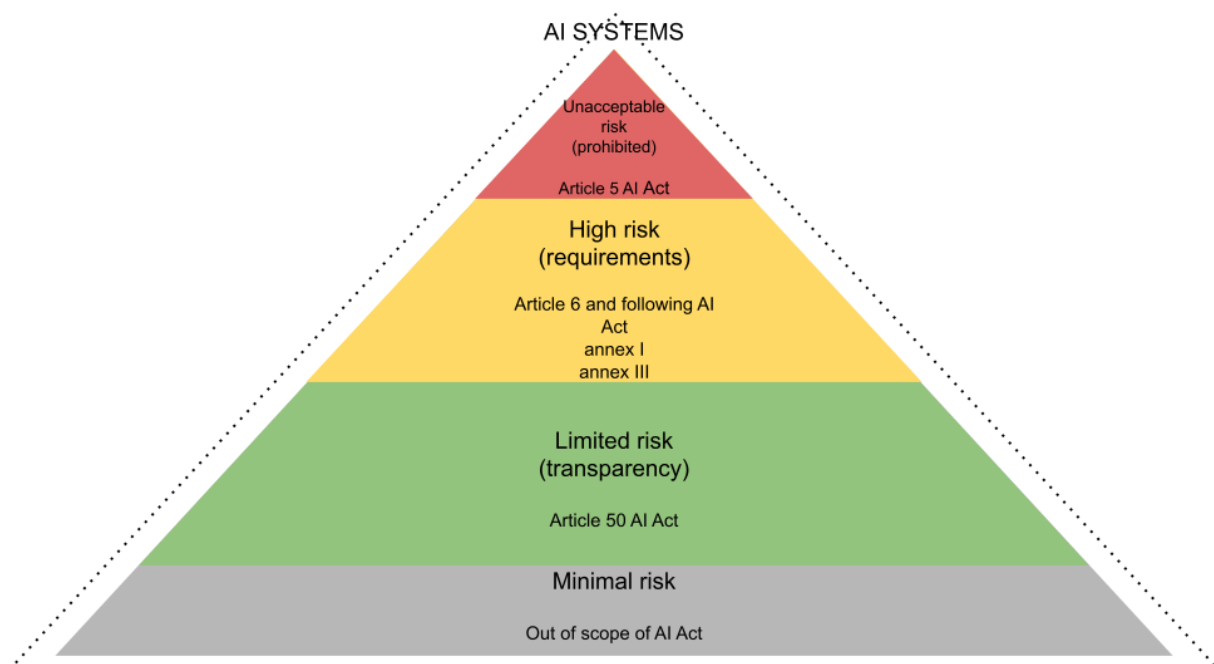 AI SYSTEMS
Unacceptable
risk
(prohibited)
Article 5 AI Act
High risk
(requirements)
Article 6 and following AI
Act
annex I
annex III
Limited risk
(transparency)
Article 50 AI Act
Minimal risk
Out of scope of AI Act